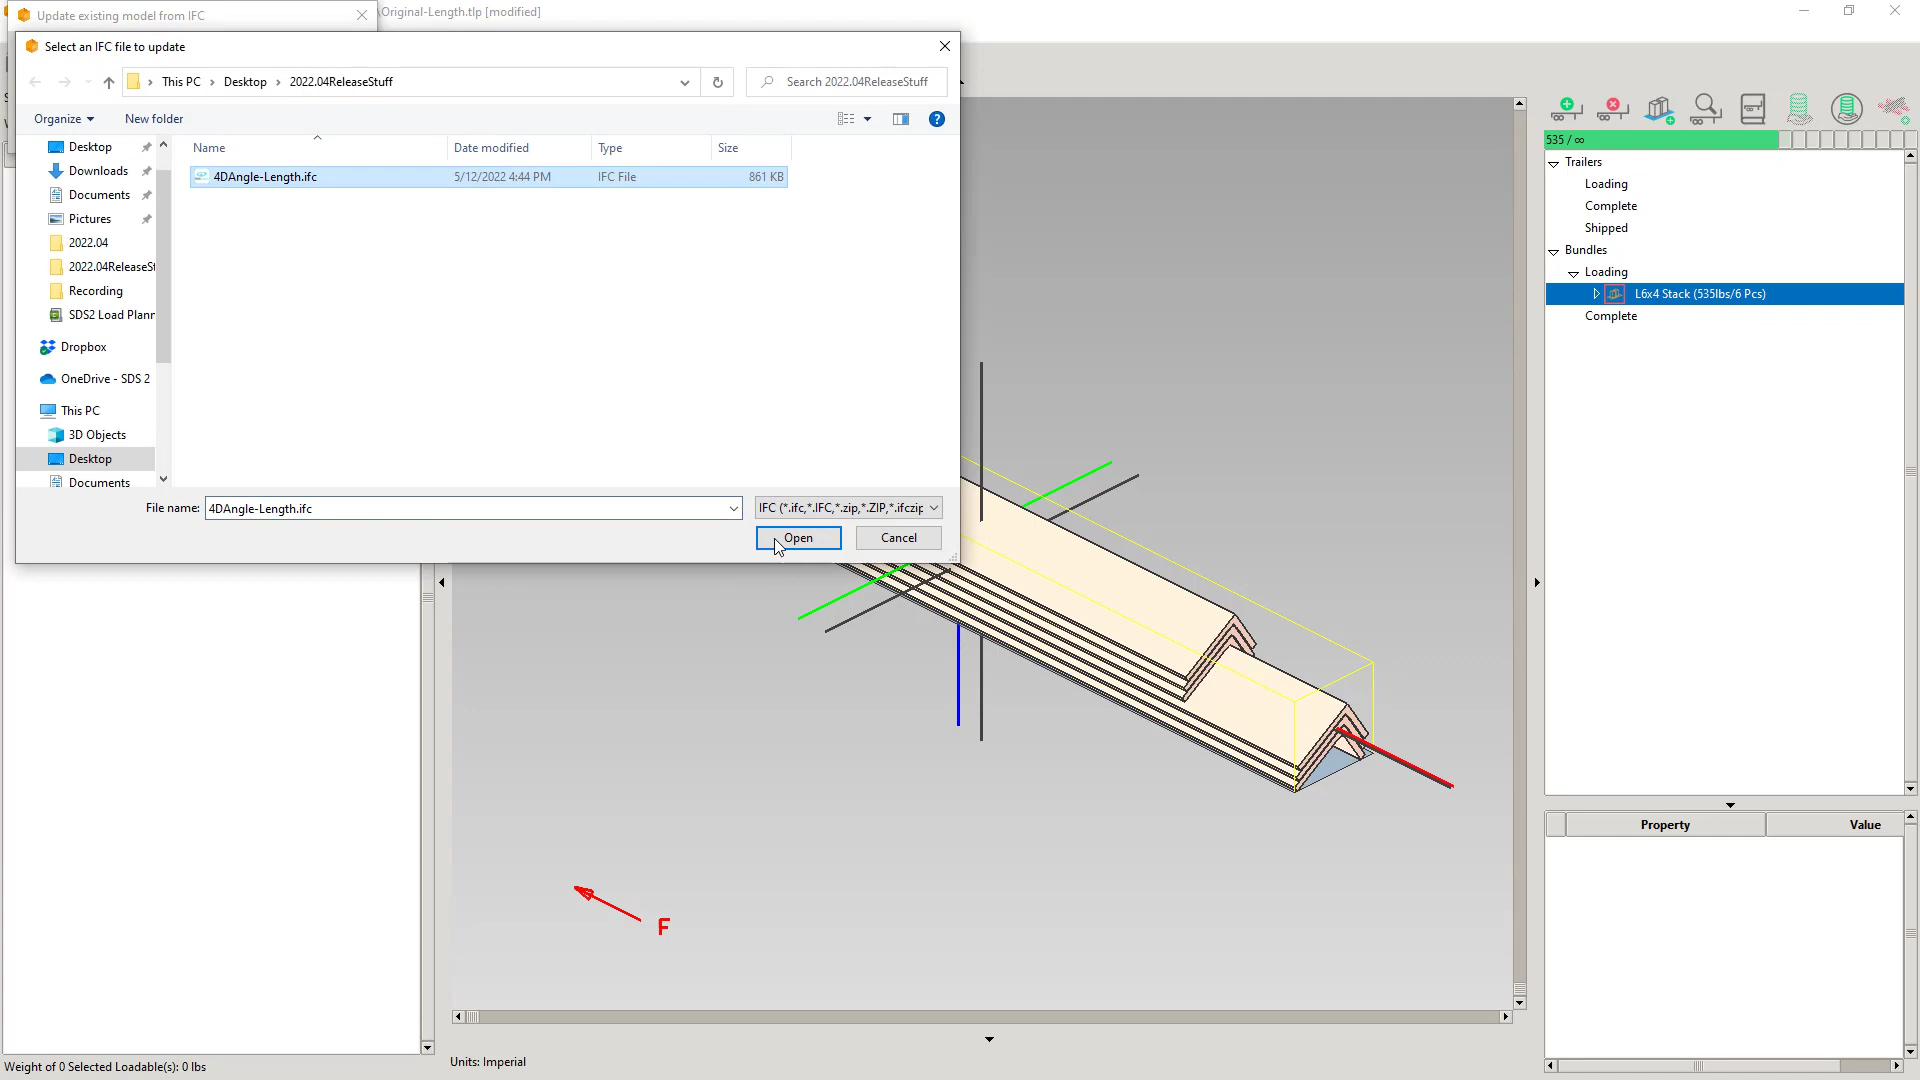 Update existing model from IFC
\Original-Length.tlp [modified]
Select an IFC file to update
This PC
Desktop
2022.04ReleaseStuff
Search 2022.04ReleaseStuff
Organize
New folder
Name
Date modified
Type
Size
4DAngle-Length.ifc
5/12/2022 4:44 PM
IFC File
861 KB
Desktop
Downloads
Documents
Pictures
2022.04
2022.04ReleaseSt
Recording
SDS2 Load Plann
Dropbox
OneDrive - SDS 2
This PC
3D Objects
Desktop
Documents
File name:
4DAngle-Length.ifc
IFC (*.ifc,*.IFC,*.zip,*.ZIP,*.ifczip
Open
Cancel
535 / ∞
Trailers
Loading
Complete
Shipped
Bundles
Loading
L6x4 Stack (535lbs/6 Pcs)
Complete
Property
Value
F
Weight of 0 Selected Loadable(s): 0 lbs
Units: Imperial